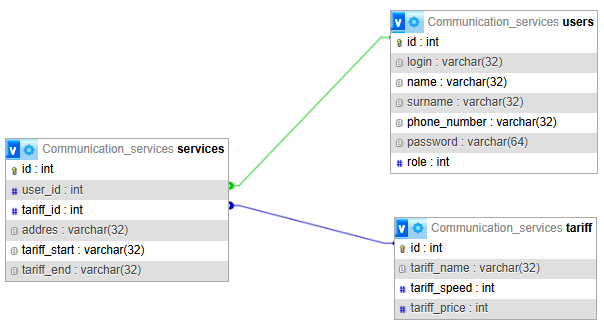 Communication_services users
id : int
login : varchar(32)
name : varchar(32)
surname : varchar(32)
phone_number : varchar(32)
password : varchar(64)
role : int
Communication_services services
id : int
user_id : int
tariff_id : int
addres : varchar(32)
tariff_start : varchar(32)
tariff_end : varchar(32)
Communication_services tariff
id : int
tariff_name : varchar(32)
tariff_speed : int
tariff_price : int